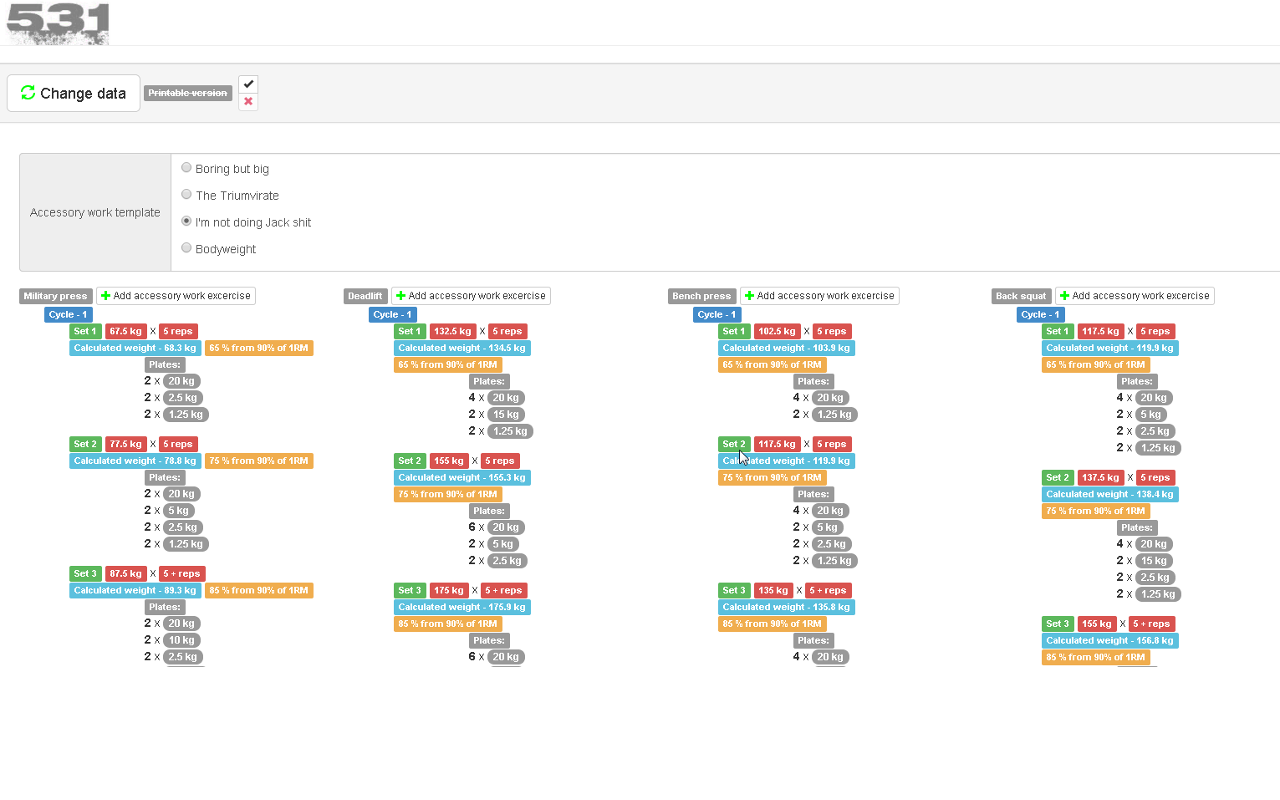 531
Change data
Printable version
Accessory work template
Boring but big
The Triumvirate
I'm not doing Jack shit
Bodyweight
Military press Add accessory work excercise
Cycle - 1
Set 1 67.5 kg X 5 reps
Calculated weight - 68.3 kg 65 % from 90% of 1RM
Plates:
2 x 20 kg
2 x 2.5 kg
2 x 1.25 kg
Set 2 77.5 kg X 5 reps
Calculated weight - 78.8 kg 75 % from 90% of 1RM
Plates:
2 x 20 kg
2 x 5 kg
2 x 2.5 kg
2 x 1.25 kg
Set 3 87.5 kg X 5 + reps
Calculated weight - 89.3 kg 85 % from 90% of 1RM
Plates:
2 x 20 kg
2 x 10 kg
2 x 2.5 kg
Deadlift Add accessory work excercise
Cycle - 1
Set 1 132.5 kg X 5 reps
Calculated weight - 134.5 kg
65 % from 90% of 1RM
Plates:
4 x 20 kg
2 x 15 kg
2 x 1.25 kg
Set 2 155 kg X 5 reps
Calculated weight - 155.3 kg
75 % from 90% of 1RM
Plates:
6 x 20 kg
2 x 5 kg
2 x 2.5 kg
Set 3 175 kg X 5 + reps
Calculated weight - 175.9 kg
85 % from 90% of 1RM
Plates:
6 x 20 kg
Bench press Add accessory work excercise
Cycle - 1
Set 1 102.5 kg X 5 reps
Calculated weight - 103.9 kg
65 % from 90% of 1RM
Plates:
4 x 20 kg
2 x 1.25 kg
Set 2 117.5 kg X 5 reps
Calculated weight - 119.9 kg
75 % from 90% of 1RM
Plates:
4 x 20 kg
2 x 5 kg
2 x 2.5 kg
2 x 1.25 kg
Set 3 135 kg X 5 + reps
Calculated weight - 135.8 kg
85 % from 90% of 1RM
Plates:
4 x 20 kg
Back squat Add accessory work excercise
Cycle - 1
Set 1 117.5 kg X 5 reps
Calculated weight - 119.9 kg
65 % from 90% of 1RM
Plates:
4 x 20 kg
2 x 5 kg
2 x 2.5 kg
2 x 1.25 kg
Set 2 137.5 kg X 5 reps
Calculated weight - 138.4 kg
75 % from 90% of 1RM
Plates:
4 x 20 kg
2 x 15 kg
2 x 2.5 kg
2 x 1.25 kg
Set 3 155 kg X 5 + reps
Calculated weight - 156.8 kg
85 % from 90% of 1RM